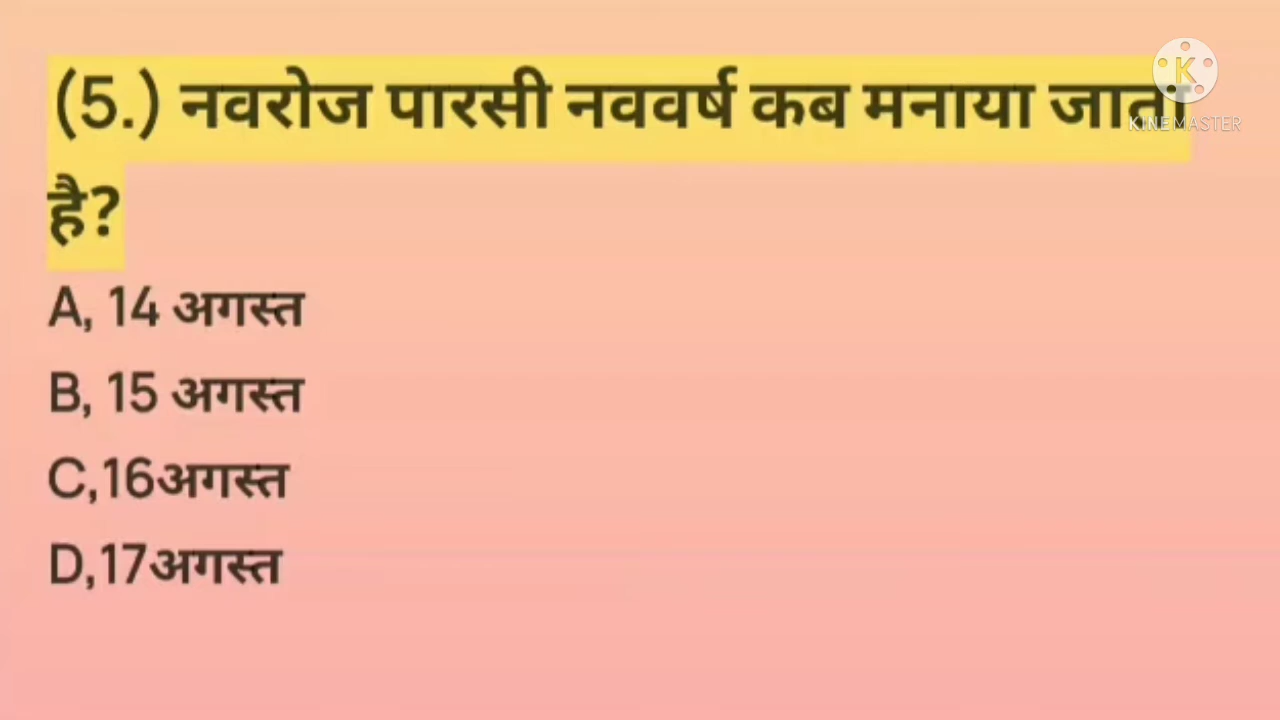 (5.) नवरोज पारसी नववर्ष कब मनाया जाता
है?
A, 14 अगस्त
B, 15 अगस्त
C,16अगस्त
D,17अगस्त
K
KINEMASTER